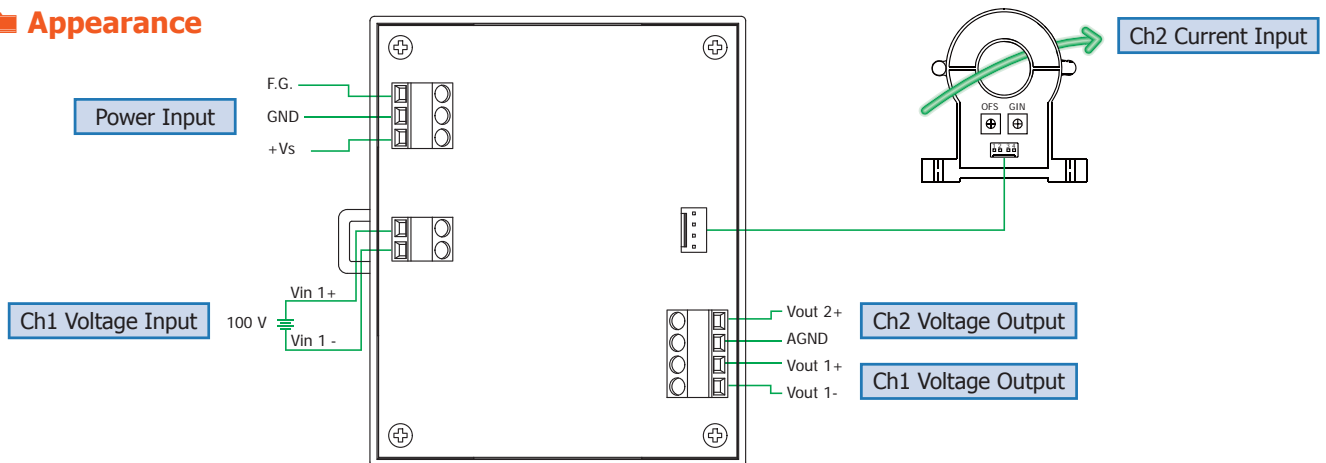 Appearance
Ch2 Current Input
F.G.
Power Input
GND
+Vs
OFS GIN
Vin 1+
Ch1 Voltage Input
100 V
Vin 1 -
Vout 2+
Ch2 Voltage Output
AGND
Vout 1+
Ch1 Voltage Output
Vout 1-